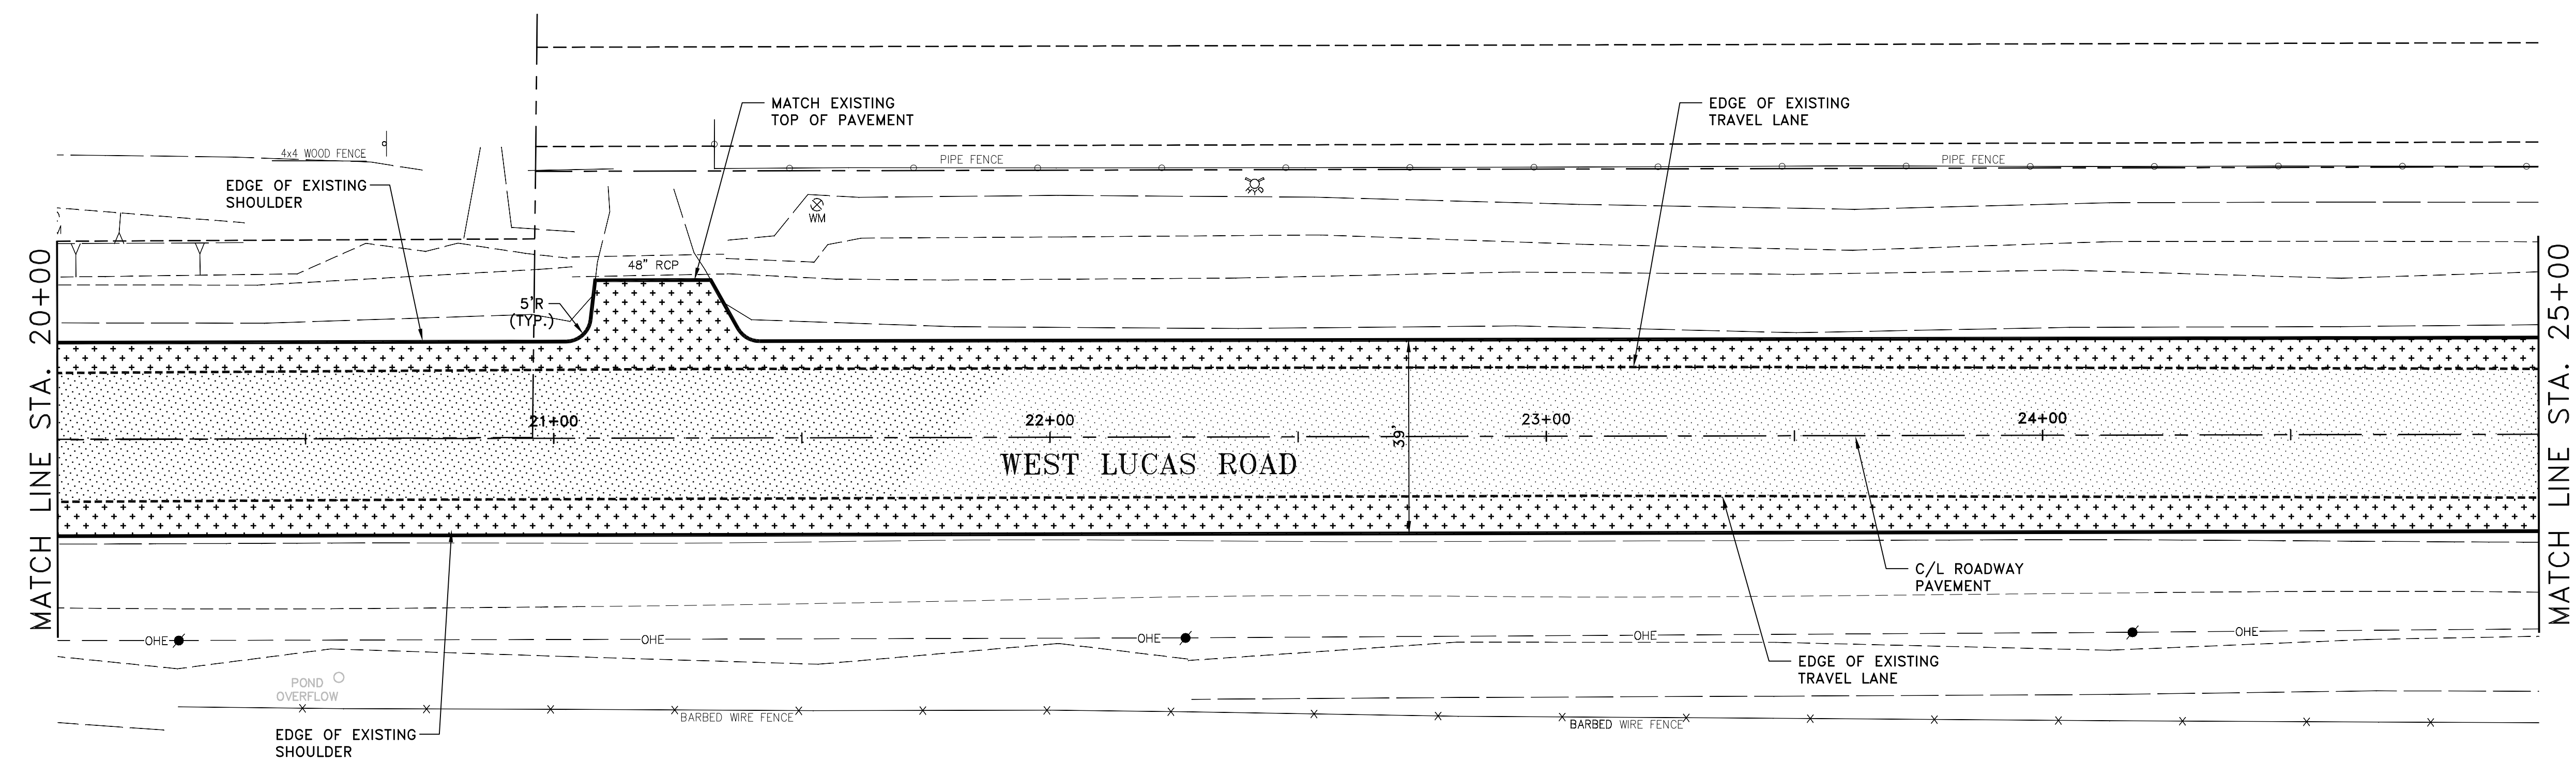 MATCH EXISTING
TOP OF PAVEMENT
EDGE OF EXISTING
TRAVEL LANE
4x4 WOOD FENCE
PIPE FENCE
PIPE FENCE
EDGE OF EXISTING
SHOULDER
WM
48" RCP
5'R
(TYP.)
MATCH LINE STA. 20+00
MATCH LINE STA. 25+00
21+00
22+00
23+00
24+00
39'
WEST LUCAS ROAD
C/L ROADWAY
PAVEMENT
OHE
OHE
OHE
OHE
OHE
EDGE OF EXISTING
TRAVEL LANE
POND
OVERFLOW
BARBED WIRE FENCE
BARBED WIRE FENCE
EDGE OF EXISTING
SHOULDER